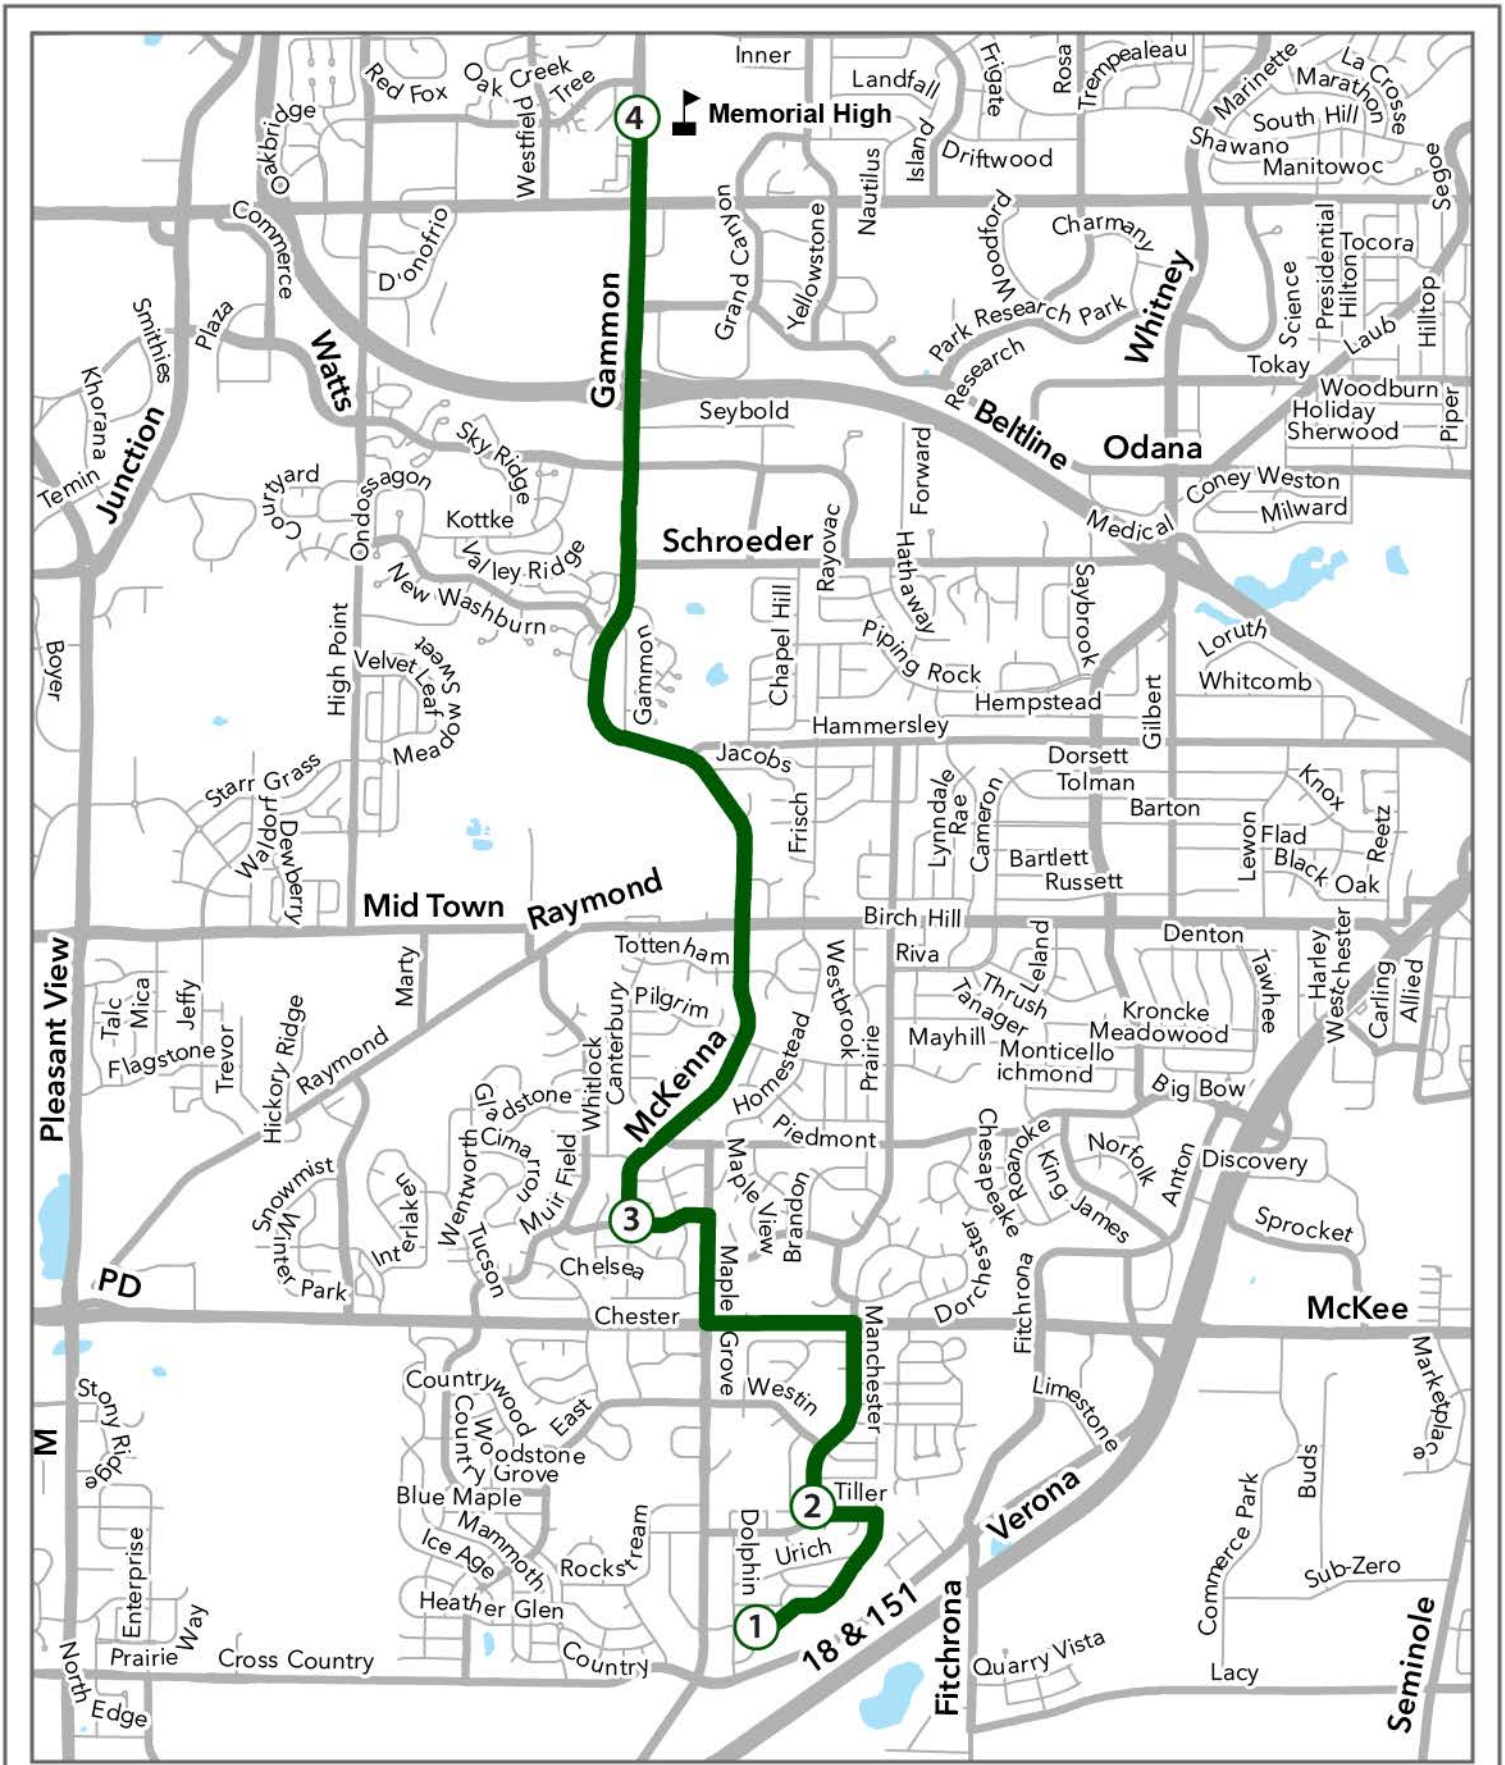 Inner
Rosa
Trempealeau
Frigate
Marinette
La Crosse
Marathon
Red Fox
Oak Creek
Tree
Landfall
South Hill
4
Memorial High
Oakbridge
Westfield
Island
Driftwood
Shawano
Manitowoc
Segoe
Nautilus
Commerce
D'onofrio
Grand Canyon
Yellowstone
Woodford
Charmany
Presidential
Hilton
Tocora
Whitney
Science
Hilltop
Smithies
Plaza
Gammon
Park
Research Park
Research
Laub
Watts
Tokay
Khorana
Junction
Seybold
Beltline
Woodburn
Holiday
Sherwood
Piper
Odana
Sky Ridge
Forward
Temin
Courtyard
Ondossagon
Coney Weston
Kottke
Milward
Medical
Schroeder
Rayovac
Valley Ridge
Hathaway
New Washburn
Saybrook
Chapel Hill
High Point
Boyer
Gammon
Piping Rock
Loruth
Velvet Leaf
Sweet
Meadow
Whitcomb
Hempstead
Gilbert
Hammersley
Jacobs
Dorsett
Starr Grass
Tolman
Knox
Barton
Lynndale
Rae
Cameron
Frisch
Waldorf
Dewberry
Lewon
Flad
Reetz
Bartlett
Black Oak
Russett
Mid Town
Raymond
Birch Hill
Denton
Tottenham
Riva
Leland
Harley
Westchester
Pleasant View
Marty
Talc
Mica
Jeffy
Pilgrim
Westbrook
Thrush
Tanager
Tawhee
Carling
Allied
Canterbury
Kroncke
Meadowood
Flagstone
Trevor
Hickory Ridge
Raymond
Whitlock
McKenna
Homestead
Prairie
Mayhill
Monticello
ichmond
Big Bow
Gladstone
Piedmont
Cimarron
Chesapeake
Roanoke
King James
Norfolk
Anton
Discovery
Snowmist
Interlaken
Wentworth
Muir Field
Maple View
Brandon
Winter
Park
Tucson
3
Sprocket
Chelsea
Dorchester
Fitchrona
PD
Chester
Maple
Grove
Manchester
McKee
Marketplace
Stony Ridge
Countrywood
Westin
Limestone
East
M
Woodstone
Country Grove
Buds
Commerce Park
Blue Maple
2
Tiller
Verona
Mammoth
Ice Age
Rockstream
Dolphin
Urich
Enterprise
Sub-Zero
Heather Glen
1
18 & 151
Fitchrona
Seminole
Way
Prairie
Cross Country
Country
Quarry Vista
Lacy
North
Edge